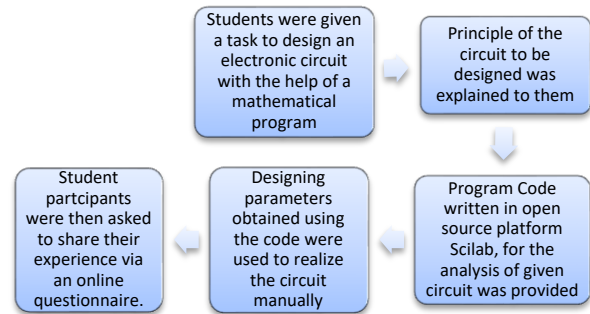 Students were given
a task to design an
electronic circuit
with the help of a
mathematical
program
Principle of the
circuit to be
designed was
explained to them
Program Code
written in open
source platform
Scilab, for the
analysis of given
circuit was provided
Designing
parameters
obtained using
the code were
used to realize
the circuit
manually
Student
partcipants
were then asked
to share their
experience via
an online
questionnaire.